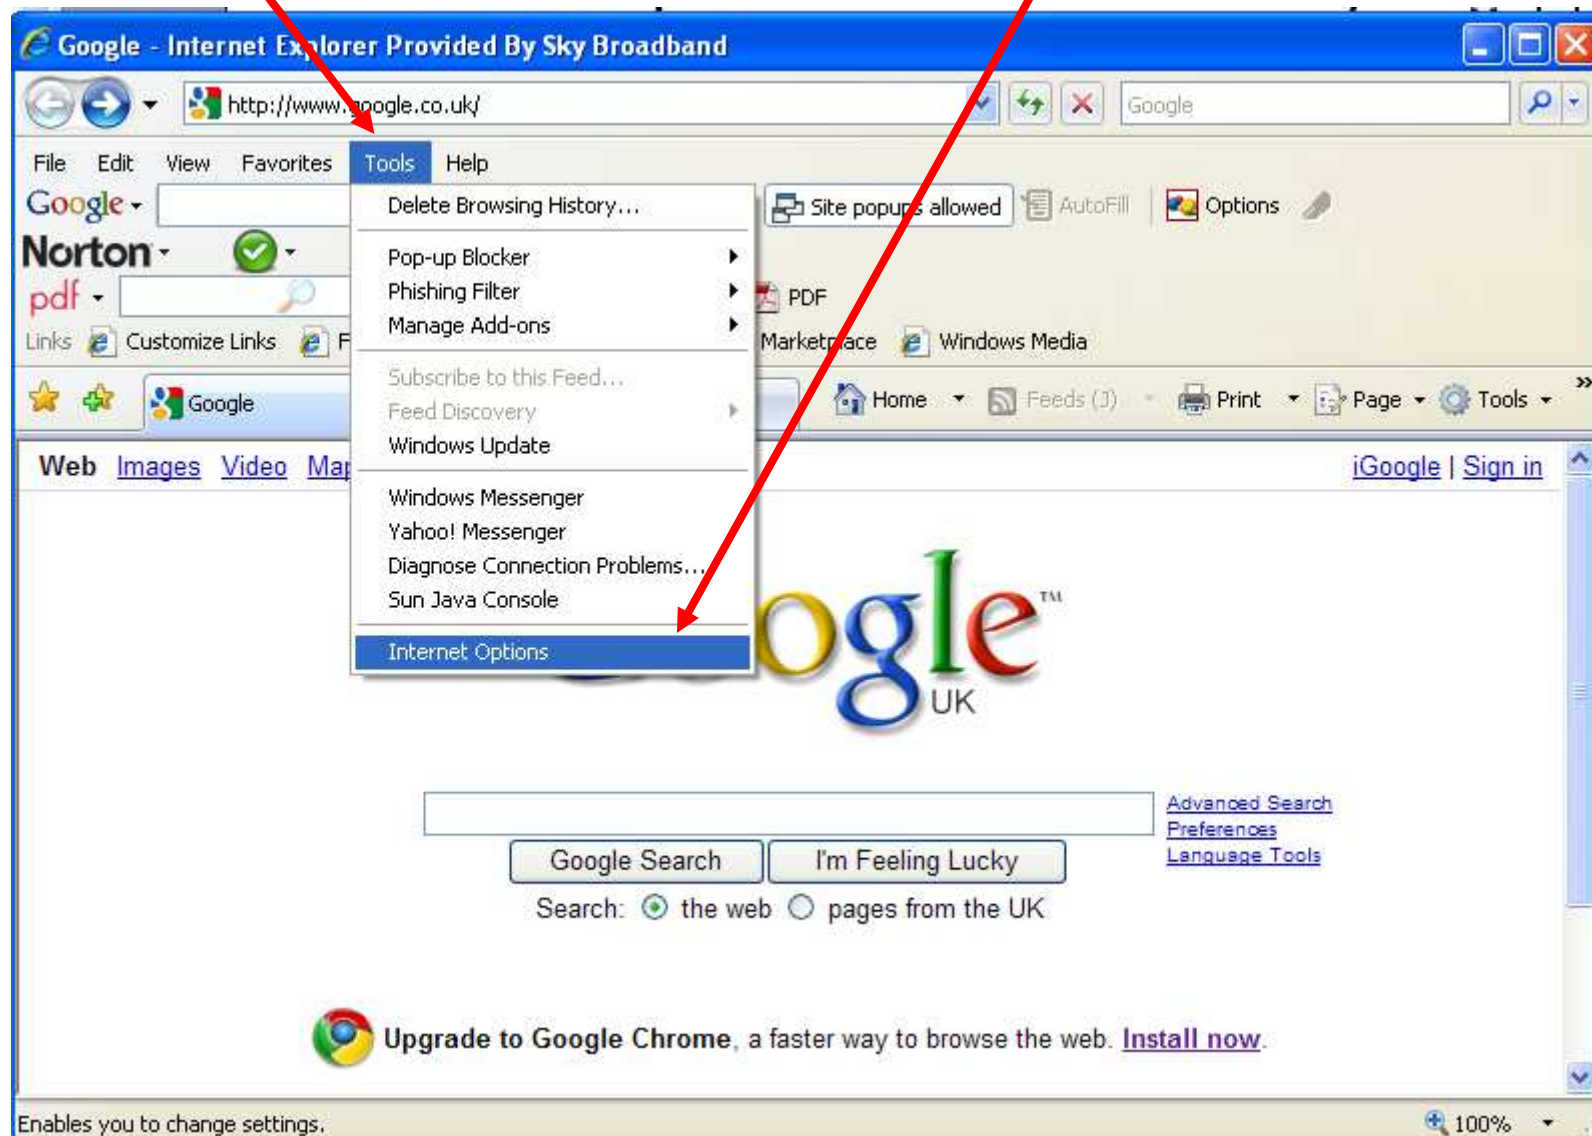 Google - Internet Explorer Provided By Sky Broadband
http://www.google.co.uk/
Google
File Edit View Favorites Tools Help
Google
Site popups allowed AutoFill Options
Norton
pdf
PDF
Links Customize Links F
Marketplace Windows Media
Google
Home Feeds (J) Print Page Tools »
Delete Browsing History...
Pop-up Blocker
Phishing Filter
Manage Add-ons
Subscribe to this Feed...
Feed Discovery
Windows Update
Windows Messenger
Yahoo! Messenger
Diagnose Connection Problems...
Sun Java Console
Internet Options
Web Images Video Map
iGoogle | Sign in
ogle™
UK
Advanced Search
Preferences
Language Tools
Google Search I'm Feeling Lucky
Search: the web pages from the UK
Upgrade to Google Chrome, a faster way to browse the web. Install now.
Enables you to change settings.
100%